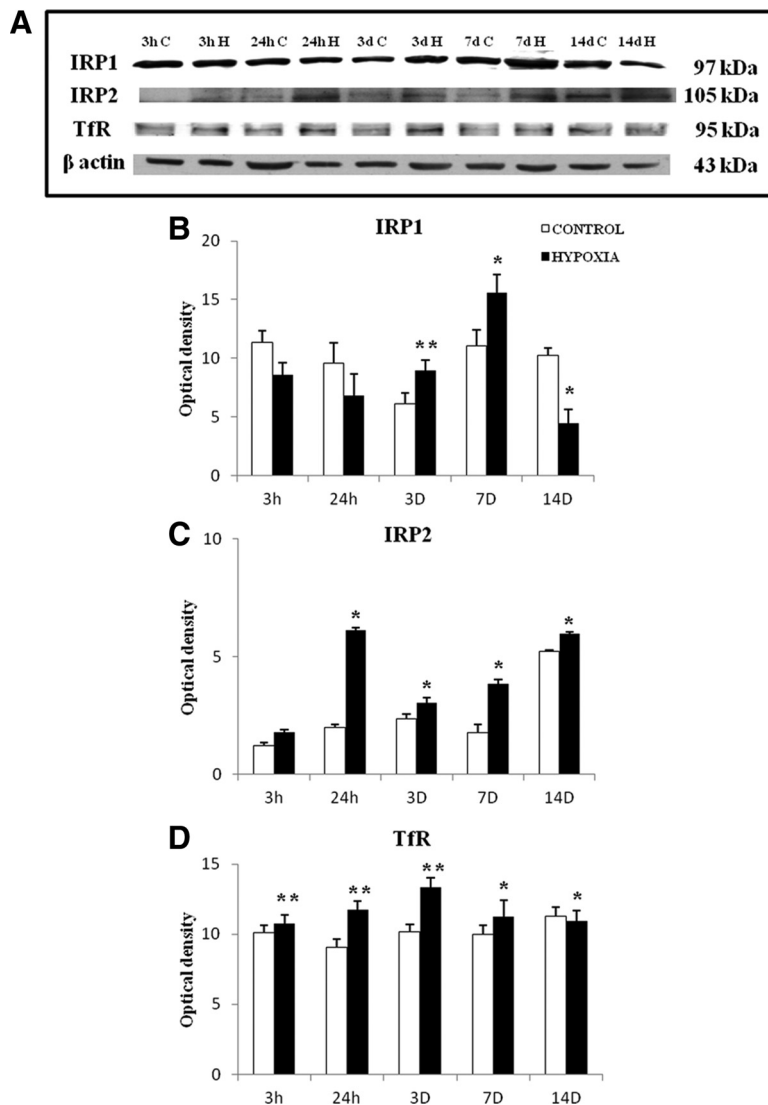 A
3h C 3h H 24h C 24h H 3d C 3d H 7d C 7d H 14d C 14d H
IRP1 97 kDa
IRP2 105 kDa
TfR 95 kDa
β actin 43 kDa
B
IRP1
CONTROL
HYPOXIA
Optical density
20
15
10
5
0
**
*
*
3h 24h 3D 7D 14D
C
IRP2
Optical density
10
5
0
*
*
*
*
3h 24h 3D 7D 14D
D
TfR
Optical density
15
10
5
0
**
**
**
*
*
3h 24h 3D 7D 14D